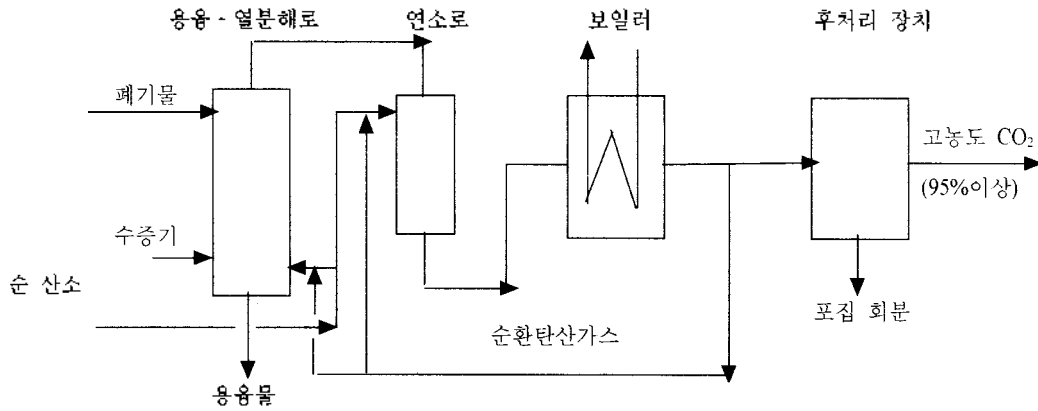 용융 - 열분해로
연소로
보일러
후처리 장치
폐기물
고농도 CO₂
(95%이상)
수증기
순 산소
순환탄산가스
포집 회분
용융물